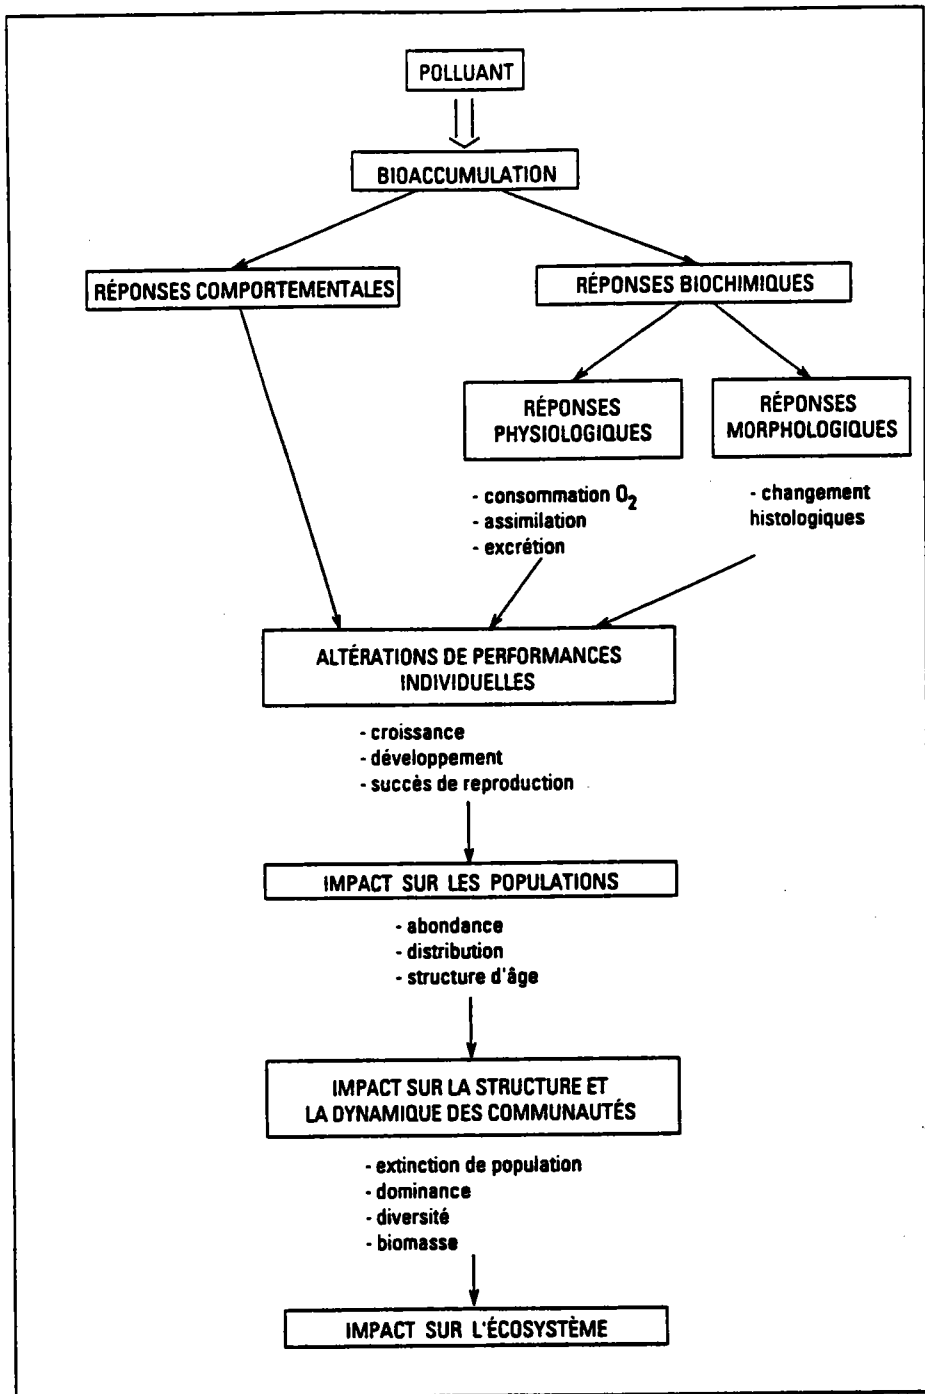 POLLUANT
BIOACCUMULATION
RÉPONSES COMPORTEMENTALES
RÉPONSES BIOCHIMIQUES
RÉPONSES
PHYSIOLOGIQUES
RÉPONSES
MORPHOLOGIQUES
- consommation O₂
- assimilation
- excrétion
- changement
histologiques
ALTÉRATIONS DE PERFORMANCES
INDIVIDUELLES
- croissance
- développement
- succès de reproduction
IMPACT SUR LES POPULATIONS
- abondance
- distribution
- structure d'âge
IMPACT SUR LA STRUCTURE ET
LA DYNAMIQUE DES COMMUNAUTÉS
- extinction de population
- dominance
- diversité
- biomasse
IMPACT SUR L'ÉCOSYSTÈME